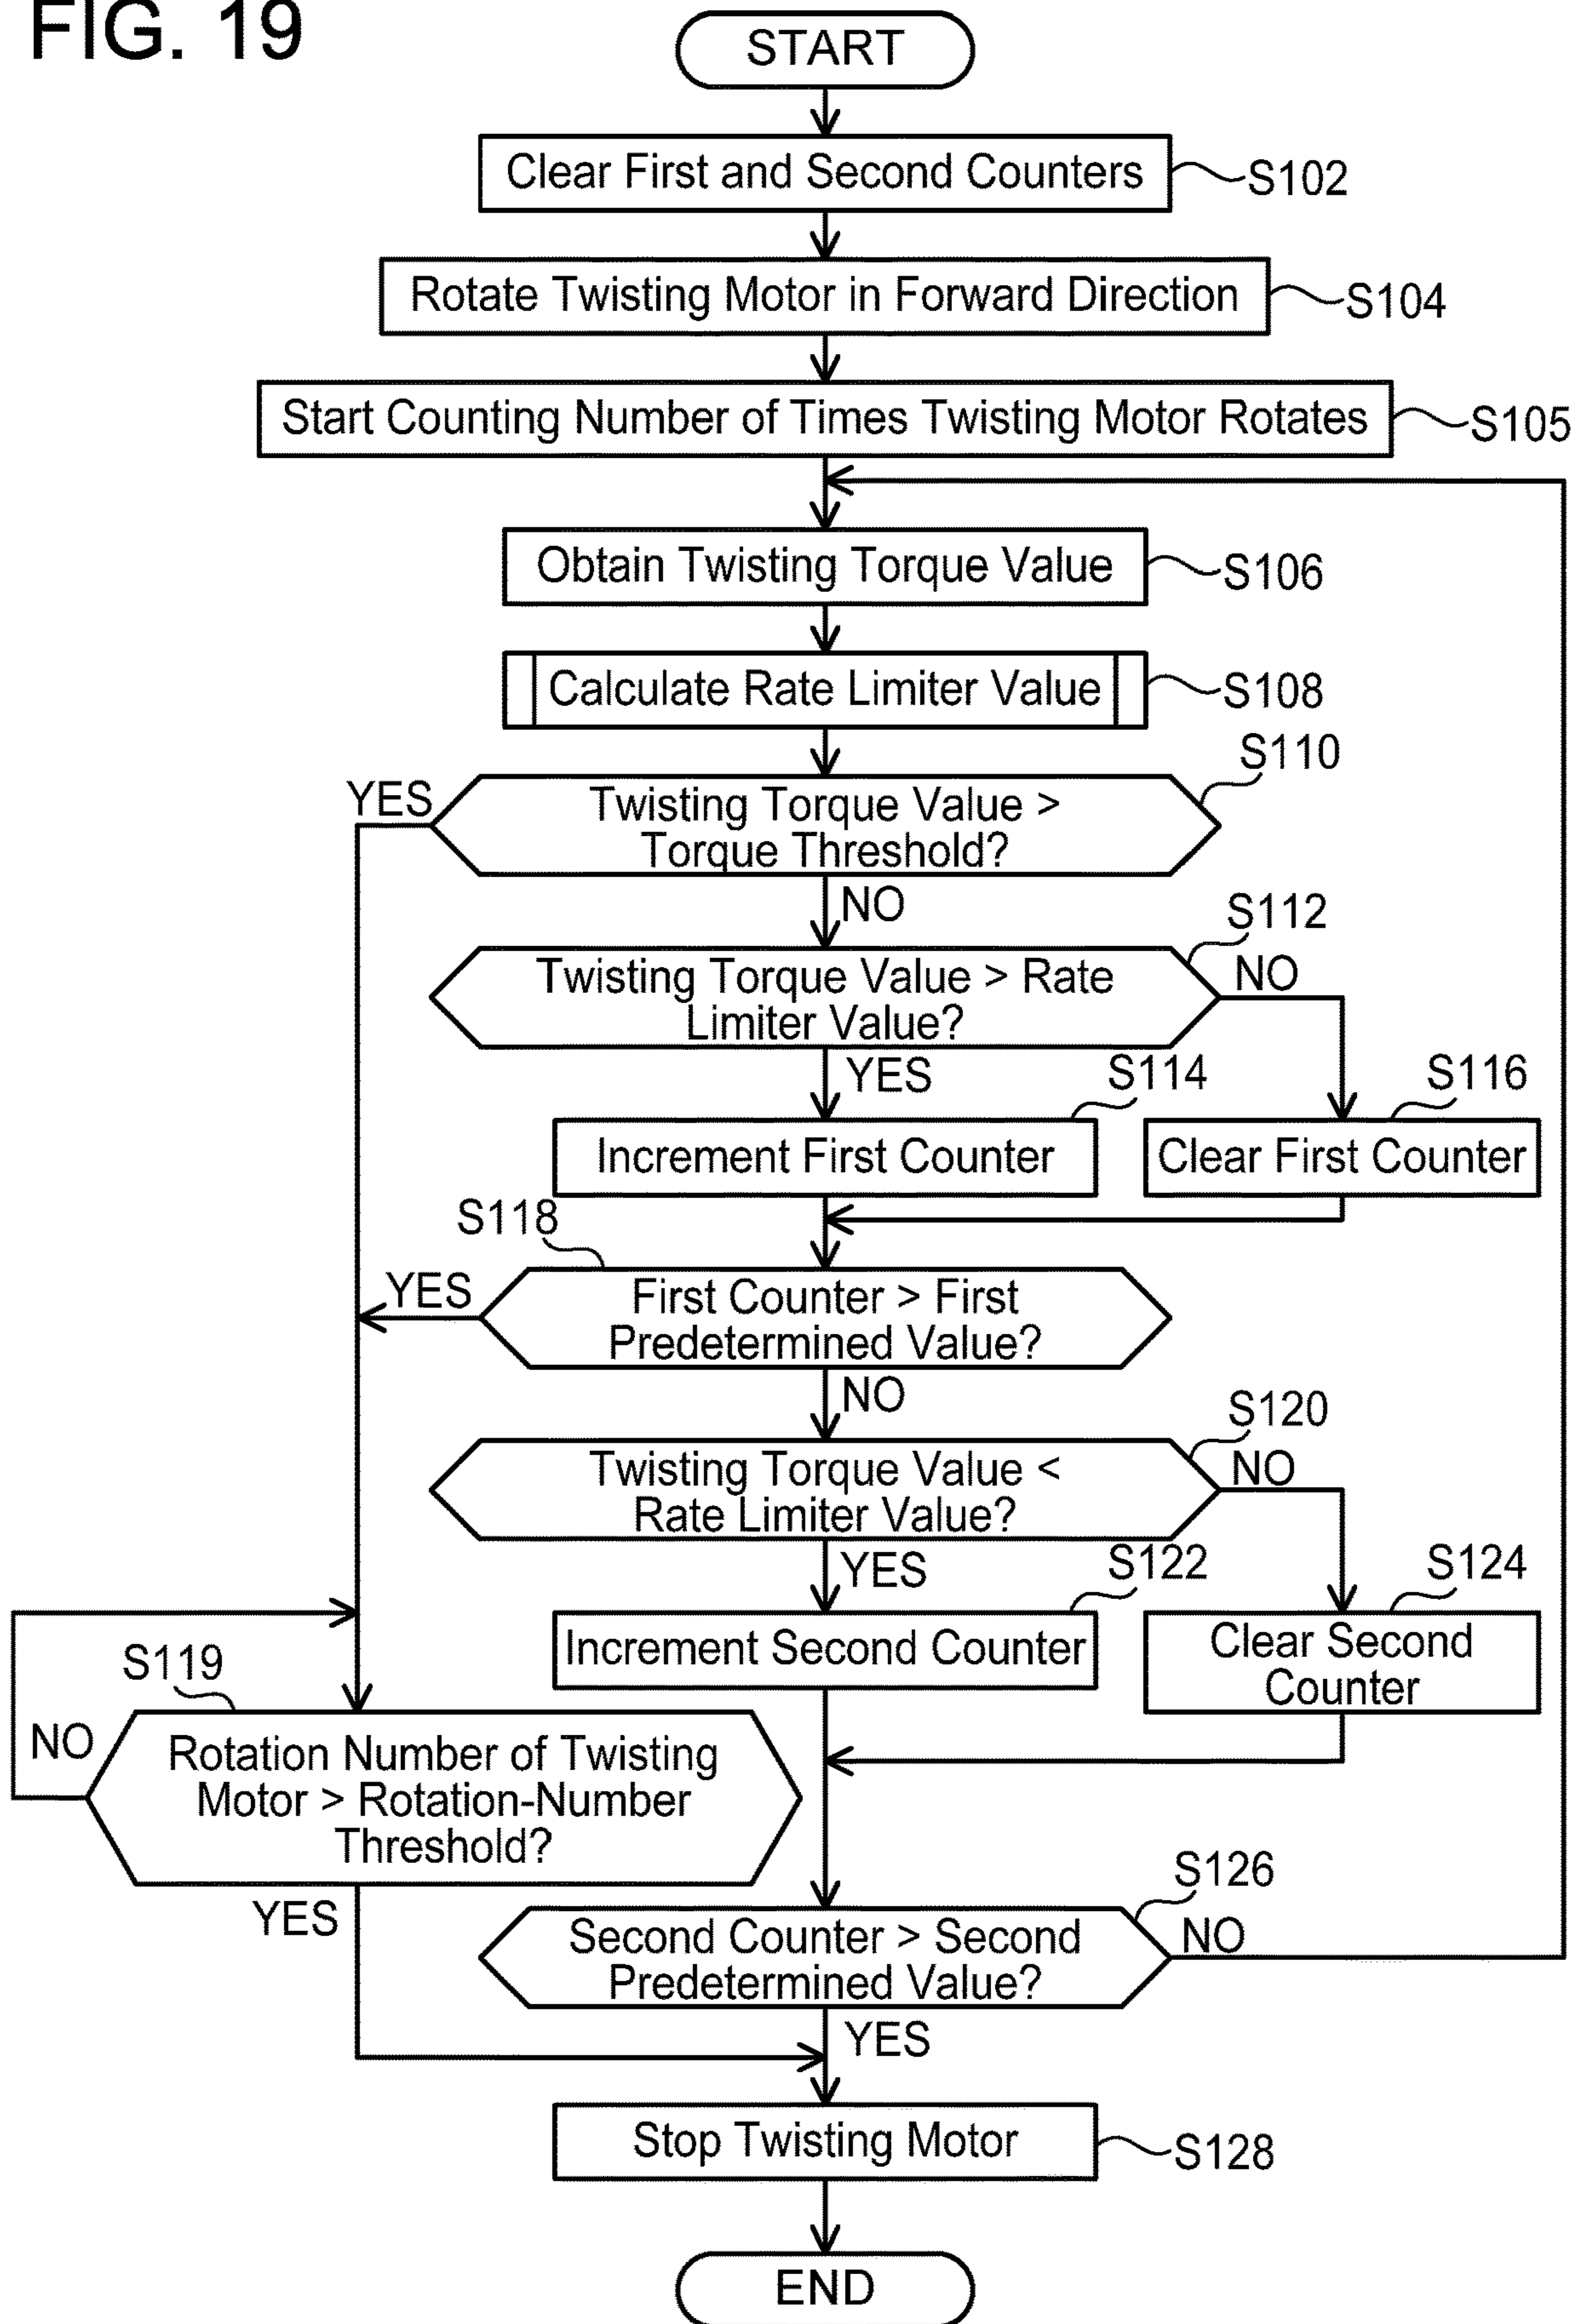 FIG. 19
START
Clear First and Second Counters
S102
Rotate Twisting Motor in Forward Direction
S104
Start Counting Number of Times Twisting Motor Rotates
S105
Obtain Twisting Torque Value
S106
Calculate Rate Limiter Value
S108
S110
YES
Twisting Torque Value >
Torque Threshold?
NO
S112
Twisting Torque Value > Rate
Limiter Value?
NO
YES
S114
S116
Increment First Counter
Clear First Counter
S118
YES
First Counter > First
Predetermined Value?
NO
S120
Twisting Torque Value <
Rate Limiter Value?
NO
YES
S122
S124
Increment Second Counter
Clear Second
Counter
S119
NO
Rotation Number of Twisting
Motor > Rotation-Number
Threshold?
YES
S126
Second Counter > Second
Predetermined Value?
NO
YES
Stop Twisting Motor
S128
END